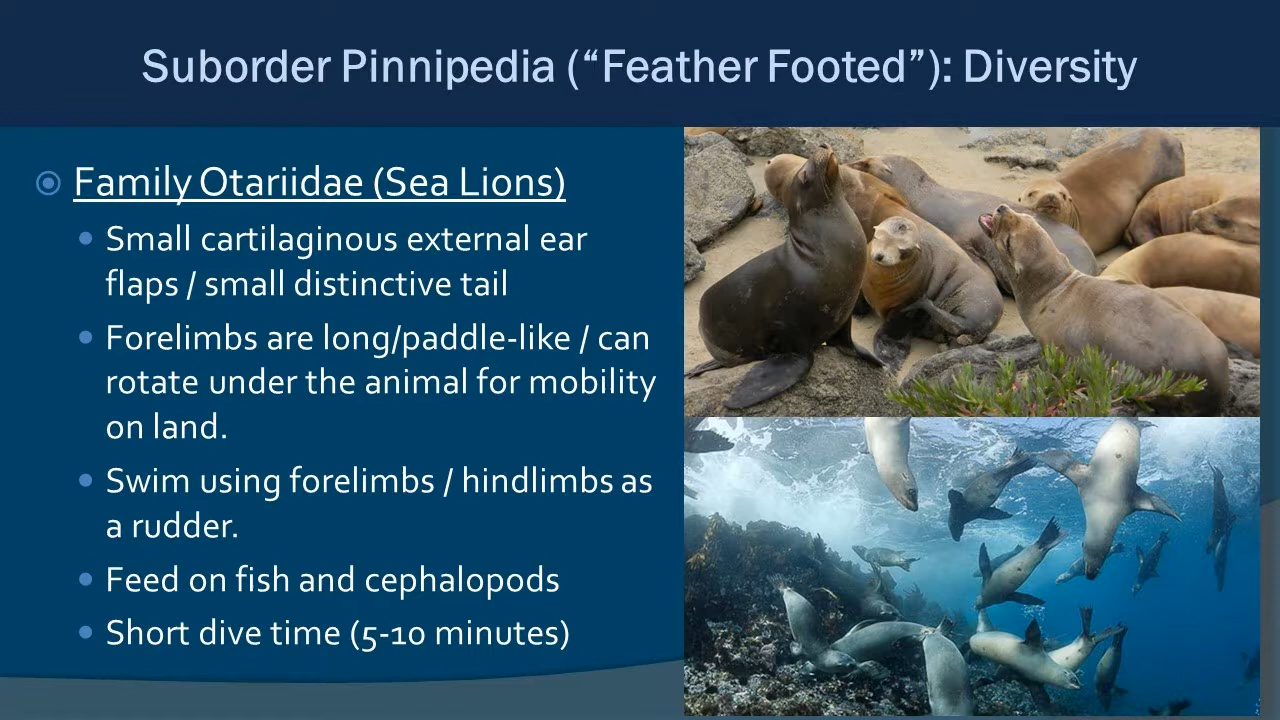 Suborder Pinnipedia (“Feather Footed”): Diversity
Family Otariidae (Sea Lions)
Small cartilaginous external ear
flaps / small distinctive tail
Forelimbs are long/paddle-like / can
rotate under the animal for mobility
on land.
Swim using forelimbs / hindlimbs as
a rudder.
Feed on fish and cephalopods
Short dive time (5-10 minutes)